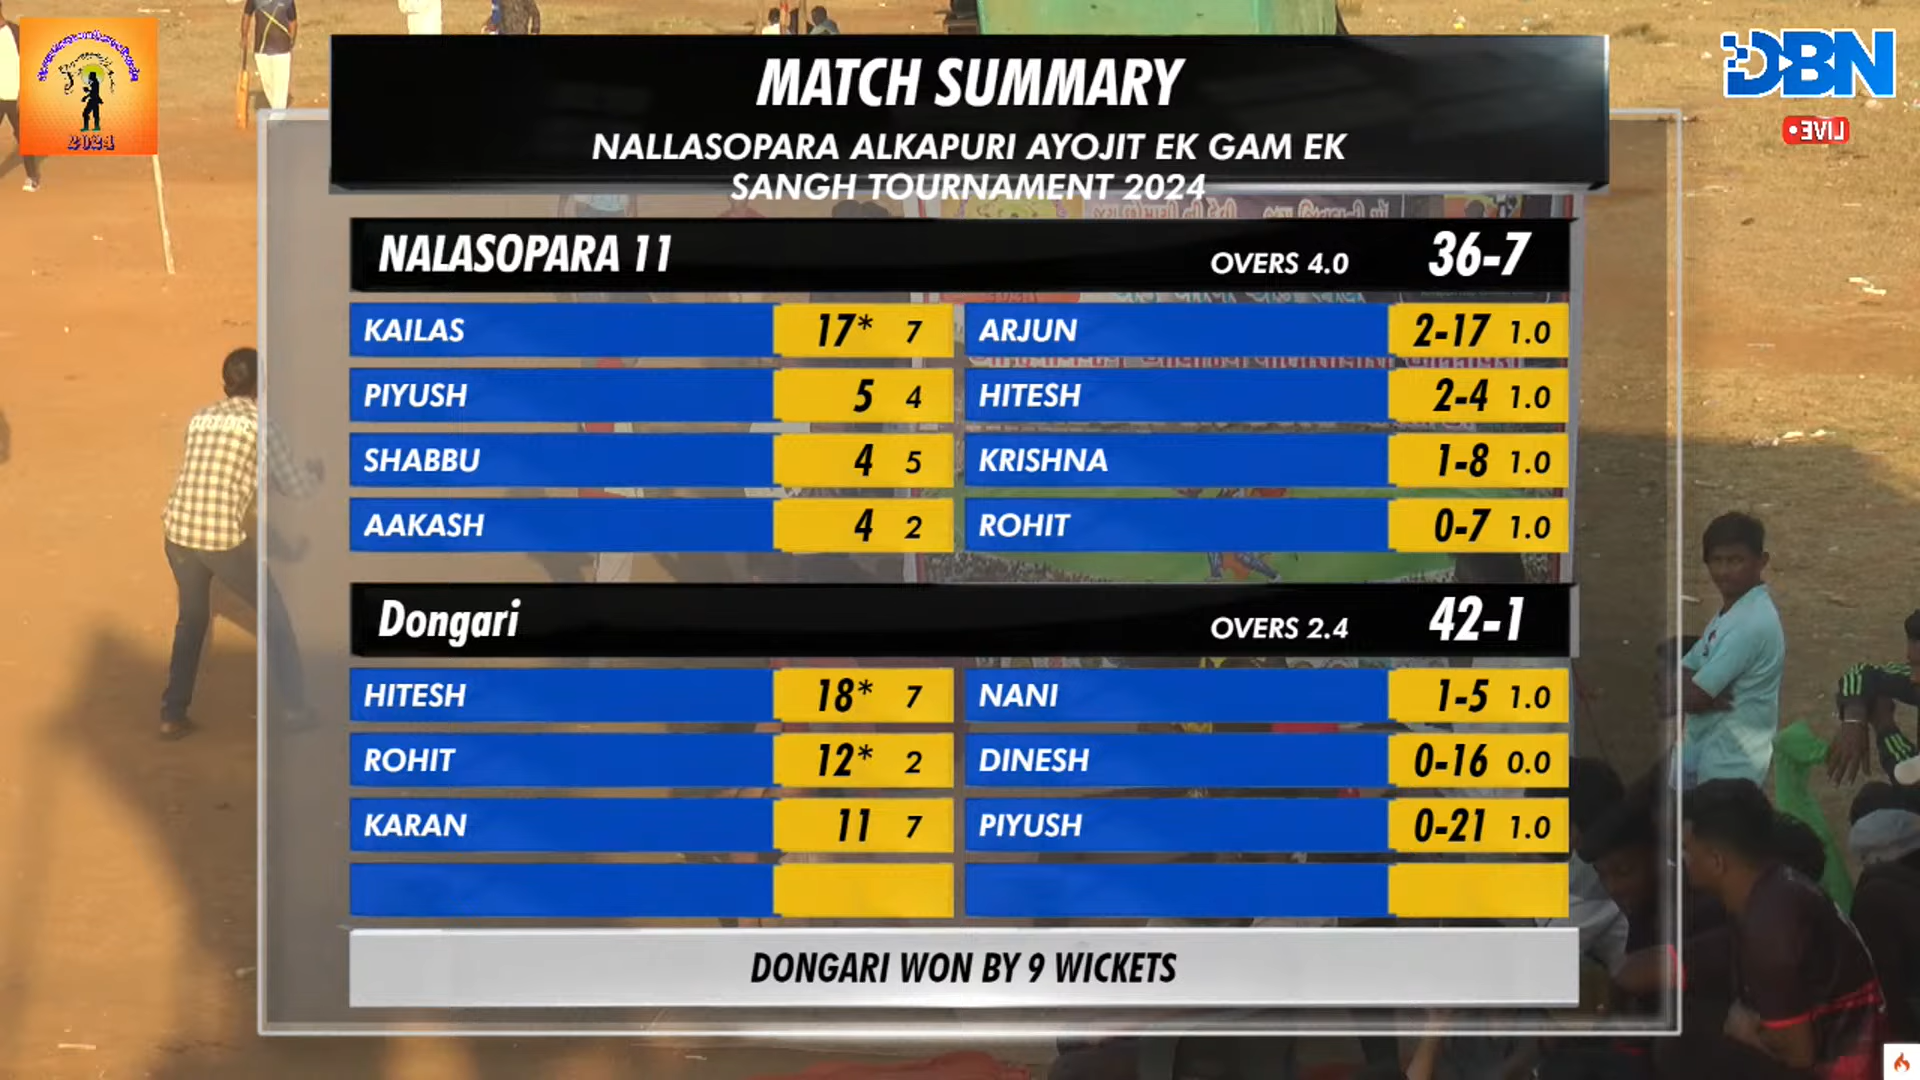 2024
DBN
LIVE
MATCH SUMMARY
NALLASOPARA ALKAPURI AYOJIT EK GAM EK
SANGH TOURNAMENT 2024
NALASOPARA 11 OVERS 4.0 36-7
KAILAS 17* 7 ARJUN 2-17 1.0
PIYUSH 5 4 HITESH 2-4 1.0
SHABBU 4 5 KRISHNA 1-8 1.0
AAKASH 4 2 ROHIT 0-7 1.0
Dongari OVERS 2.4 42-1
HITESH 18* 7 NANI 1-5 1.0
ROHIT 12* 2 DINESH 0-16 0.0
KARAN 11 7 PIYUSH 0-21 1.0
DONGARI WON BY 9 WICKETS